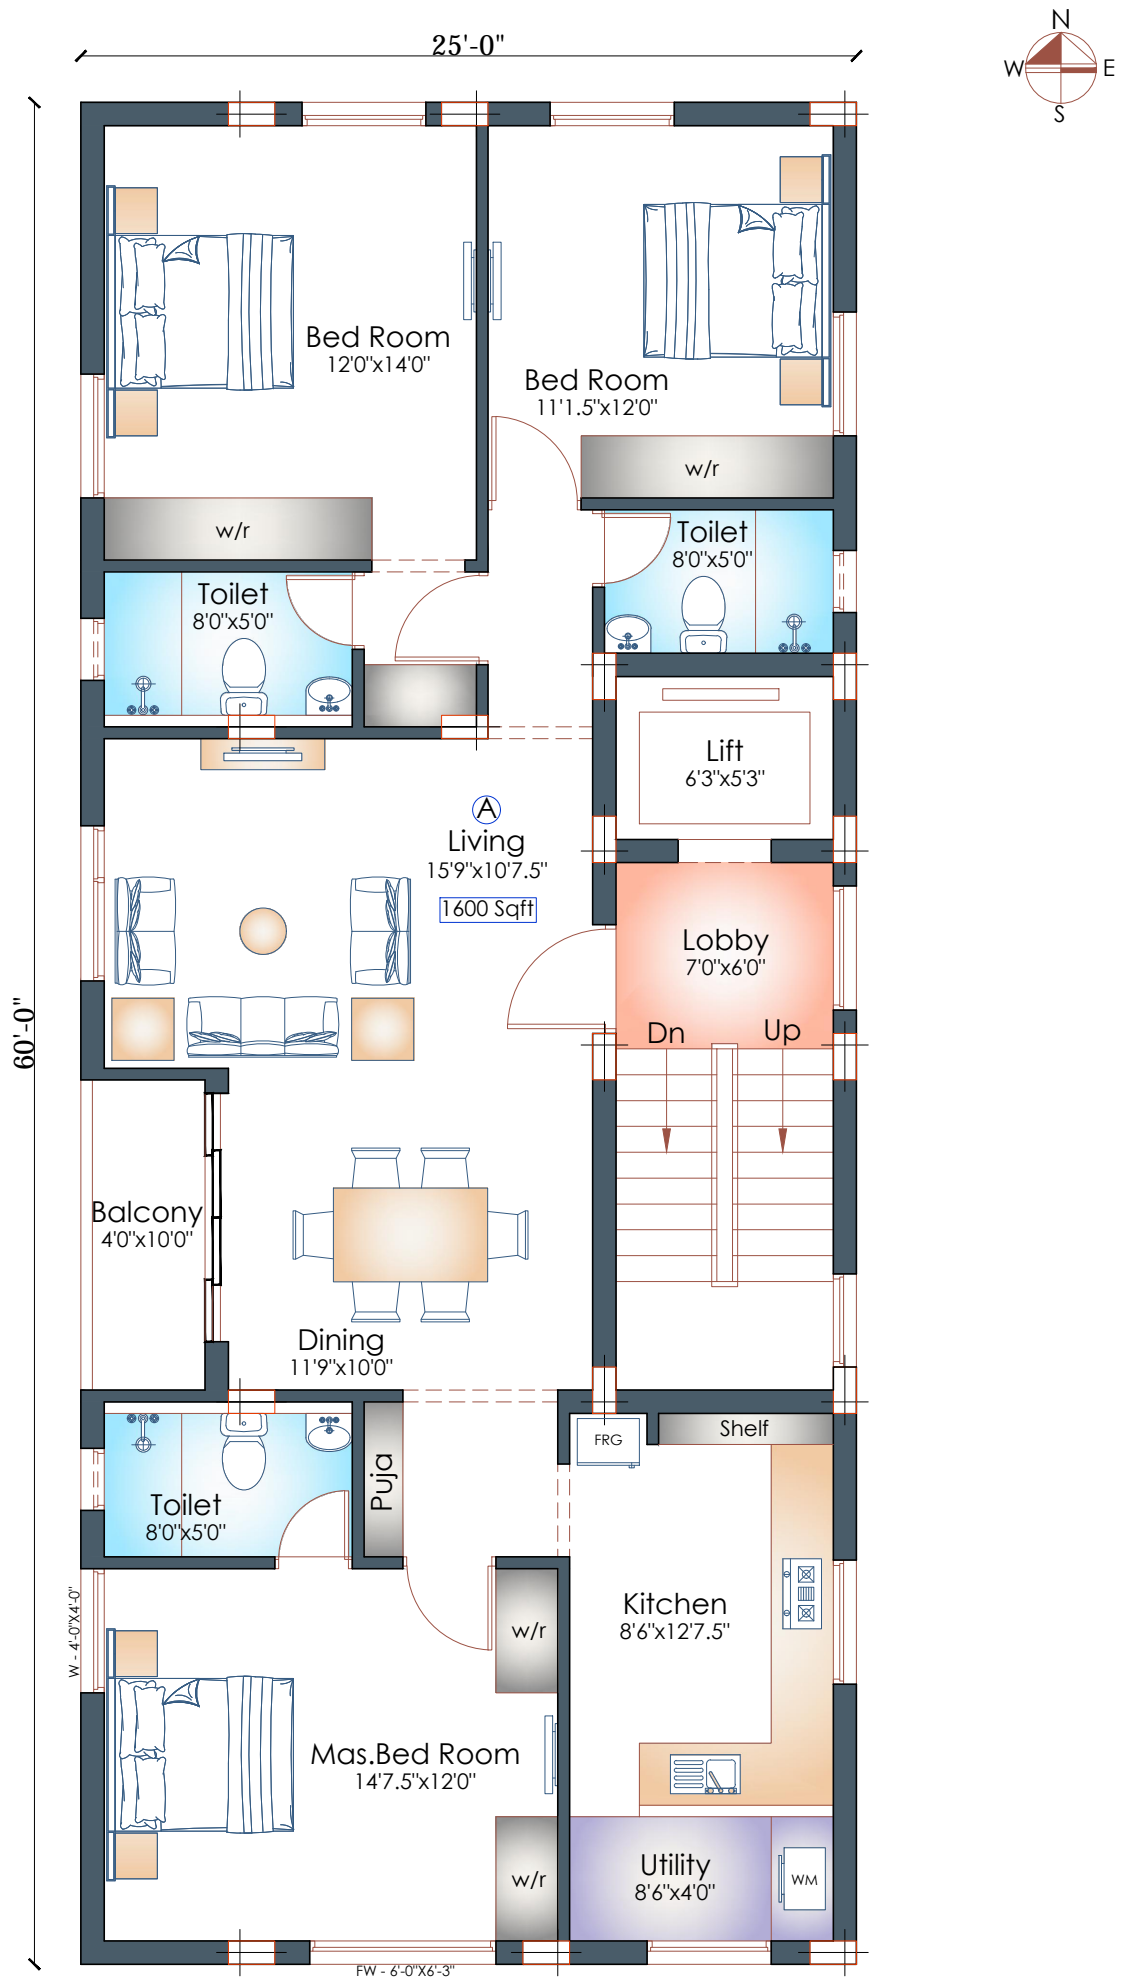 25'-0"
N
W
E
S
60'-0"
Bed Room
12'0"x14'0"
Bed Room
11'1.5"x12'0"
w/r
w/r
Toilet
8'0"x5'0"
Toilet
8'0"x5'0"
Lift
6'3"x5'3"
A
Living
15'9"x10'7.5"
1600 Sqft
Lobby
7'0"x6'0"
Dn
Up
Balcony
4'0"x10'0"
Dining
11'9"x10'0"
Shelf
FRG
Puja
Toilet
8'0"x5'0"
W - 4'-0"X4'-0"
Kitchen
8'6"x12'7.5"
w/r
Mas.Bed Room
14'7.5"x12'0"
w/r
Utility
8'6"x4'0"
WM
FW - 6'-0"X6'-3"